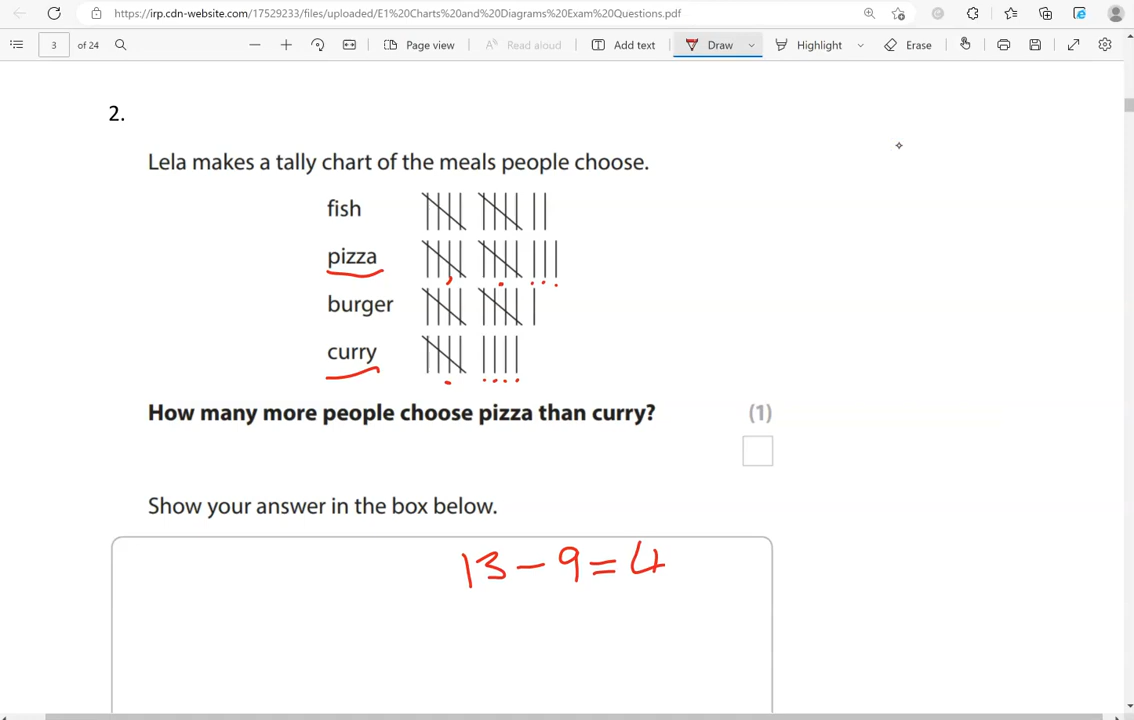 https://irp.cdn-website.com/17529233/files/uploaded/E1%20Charts%20and%20Diagrams%20Exam%20Questions.pdf
3 of 24 Page view Read aloud Add text Draw Highlight Erase
2.
Lela makes a tally chart of the meals people choose.
fish
pizza
burger
curry
How many more people choose pizza than curry? (1)
Show your answer in the box below.
13 - 9 = 4